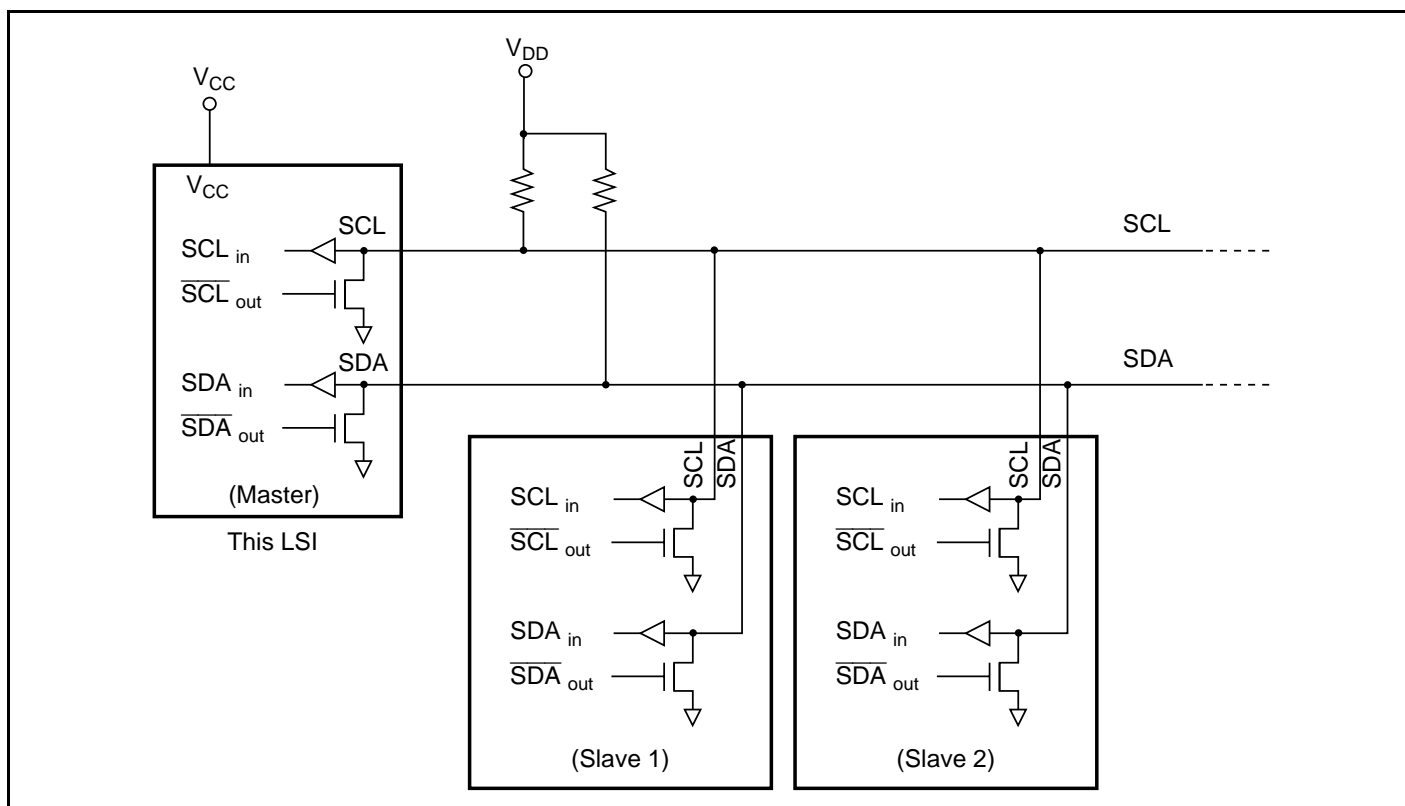 VDD
VCC
VCC
SCL
SCL in
SCL out
SDA
SDA in
SDA out
(Master)
This LSI
SCL
SDA
SCL
SDA
SCL in
SCL out
SDA in
SDA out
(Slave 1)
SCL
SDA
SCL in
SCL out
SDA in
SDA out
(Slave 2)